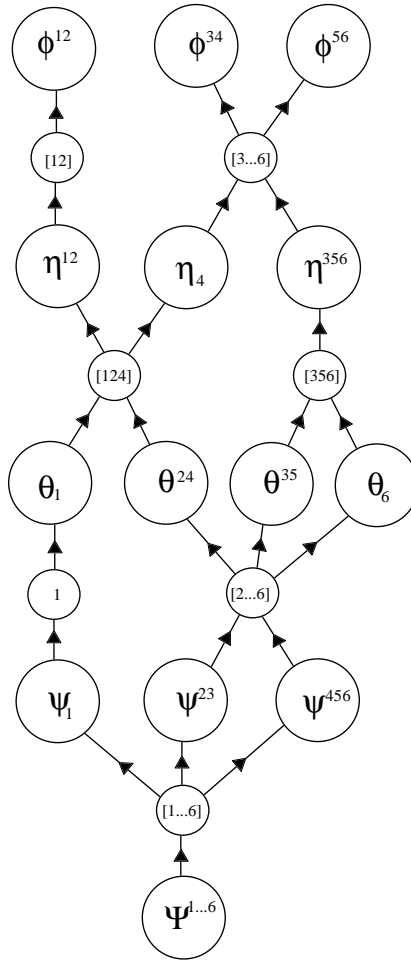 ϕ¹² ϕ³⁴ ϕ⁵⁶
[12] [3...6]
η¹² η₄ η³⁵⁶
[124] [356]
θ₁ θ²⁴ θ³⁵ θ₆
1 [2...6]
ψ₁ ψ²³ ψ⁴⁵⁶
[1...6]
Ψ¹···⁶